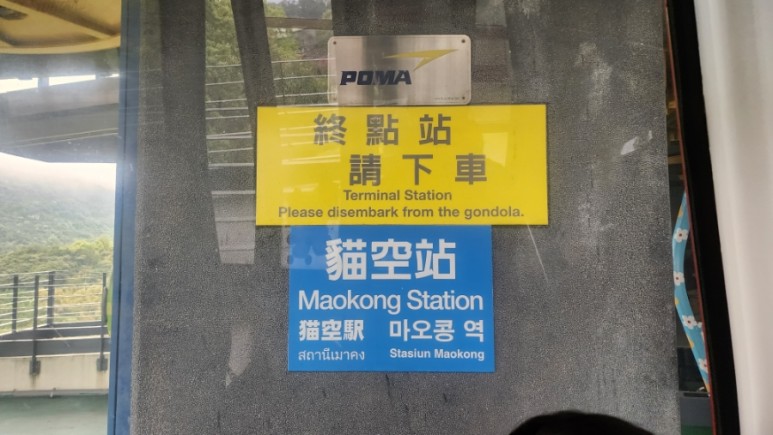 POMA
終點站
請下車
Terminal Station
Please disembark from the gondola.
貓空站
Maokong Station
猫空駅 마오콩 역
สถานีเมาคง Stasiun Maokong